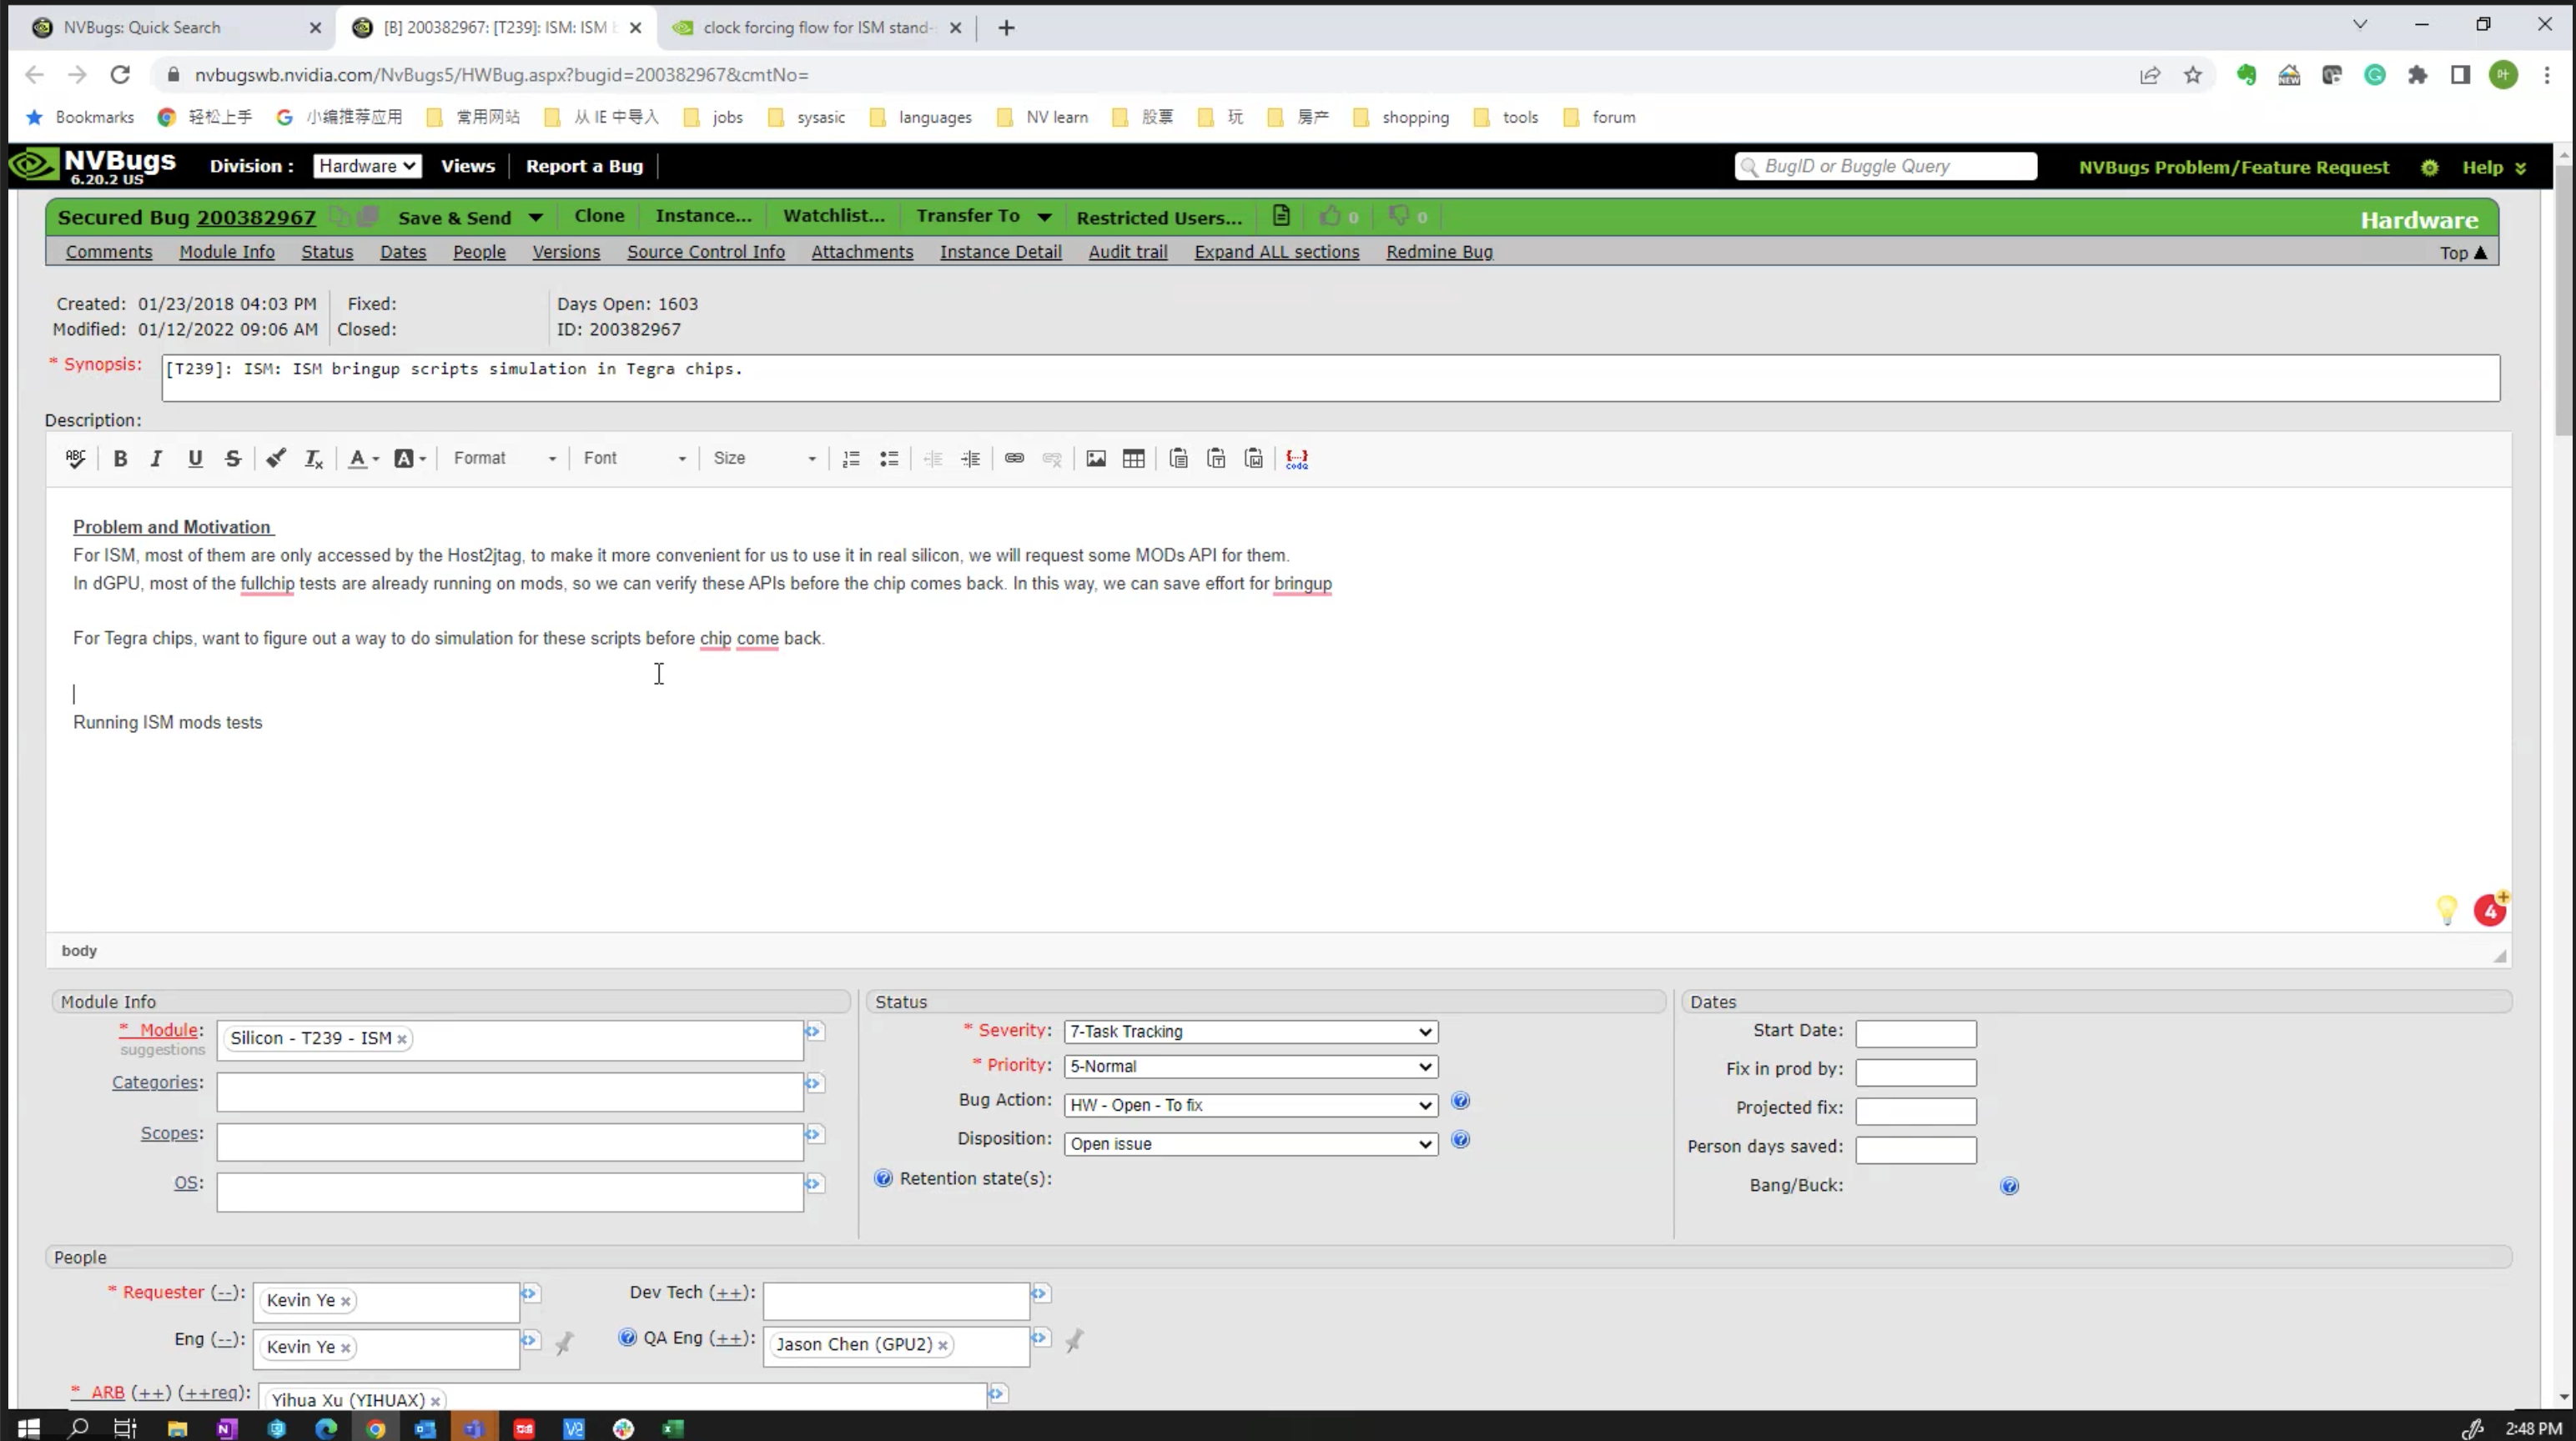 NVBugs: Quick Search
[B] 200382967: [T239]: ISM: ISM b
clock forcing flow for ISM stand-
nvbugswb.nvidia.com/NvBugs5/HWBug.aspx?bugid=200382967&cmtNo=
Bookmarks 轻松上手 小编推荐应用 常用网站 从 IE 中导入 jobs sysasic languages NV learn 股票 玩 房产 shopping tools forum
NVBugs Division : Hardware Views Report a Bug BugID or Buggle Query NVBugs Problem/Feature Request Help
6.20.2 US
Secured Bug 200382967 Save & Send Clone Instance... Watchlist... Transfer To Restricted Users... 0 0 Hardware
Comments Module Info Status Dates People Versions Source Control Info Attachments Instance Detail Audit trail Expand ALL sections Redmine Bug Top ▲
Created: 01/23/2018 04:03 PM Fixed: Days Open: 1603
Modified: 01/12/2022 09:06 AM Closed: ID: 200382967
* Synopsis: [T239]: ISM: ISM bringup scripts simulation in Tegra chips.
Description:
ABC B I U S Tx A A Format Font Size {...} code
Problem and Motivation
For ISM, most of them are only accessed by the Host2jtag, to make it more convenient for us to use it in real silicon, we will request some MODs API for them.
In dGPU, most of the fullchip tests are already running on mods, so we can verify these APIs before the chip comes back. In this way, we can save effort for bringup
For Tegra chips, want to figure out a way to do simulation for these scripts before chip come back.
Running ISM mods tests
4
body
Module Info Status Dates
* Module: Silicon - T239 - ISM × * Severity: 7-Task Tracking Start Date:
suggestions
* Priority: 5-Normal Fix in prod by:
Categories:
Bug Action: HW - Open - To fix Projected fix:
Scopes: Disposition: Open issue Person days saved:
OS: Retention state(s): Bang/Buck:
People
* Requester (--): Kevin Ye × Dev Tech (++):
Eng (--): Kevin Ye × QA Eng (++): Jason Chen (GPU2) ×
* ARB (++) (++req): Yihua Xu (YIHUAX) ×
2:48 PM